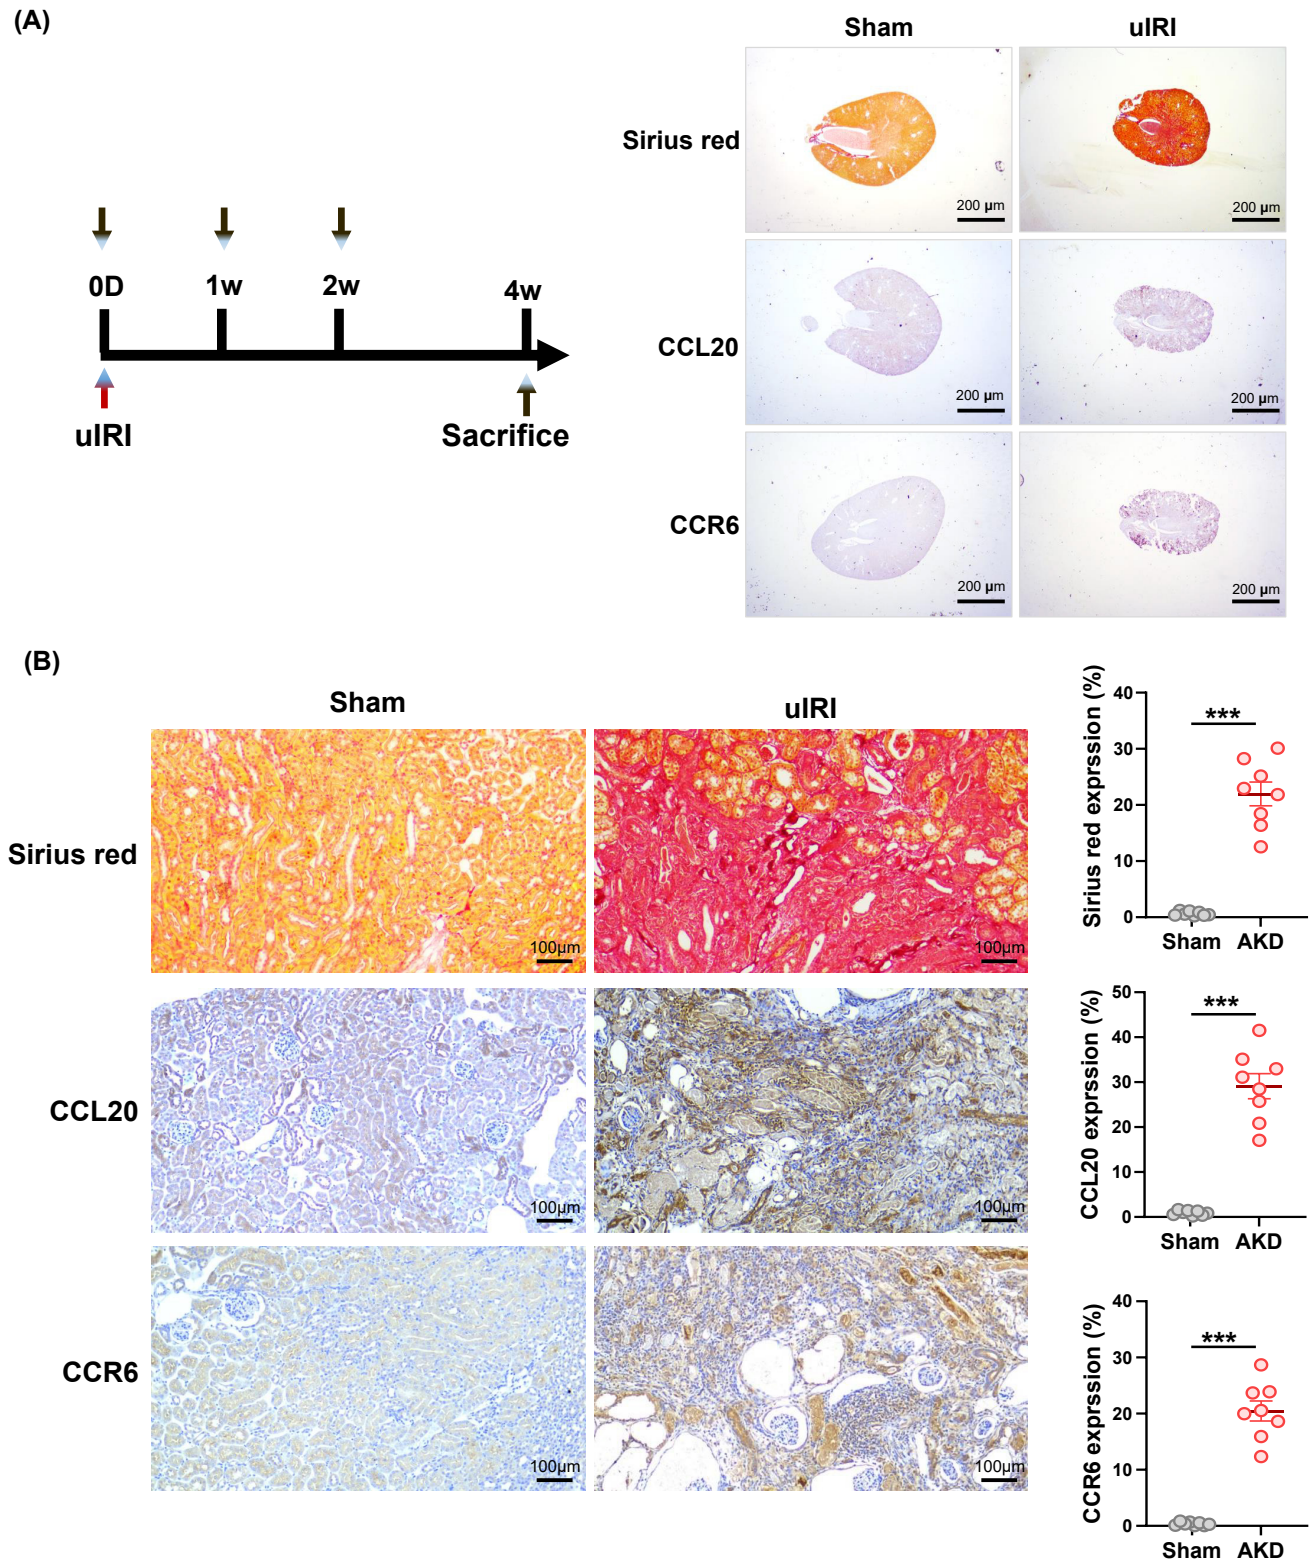 (A)
Sham
uIRI
Sirius red
200 µm
200 µm
0D
1w
2w
4w
CCL20
200 µm
200 µm
uIRI
Sacrifice
CCR6
200 µm
200 µm
(B)
Sham
uIRI
Sirius red
100µm
100µm
Sirius red exprssion (%)
40
30
20
10
0
***
Sham
AKD
CCL20
100µm
100µm
CCL20 exprssion (%)
50
40
30
20
10
0
***
Sham
AKD
CCR6
100µm
100µm
CCR6 exprssion (%)
40
30
20
10
0
***
Sham
AKD